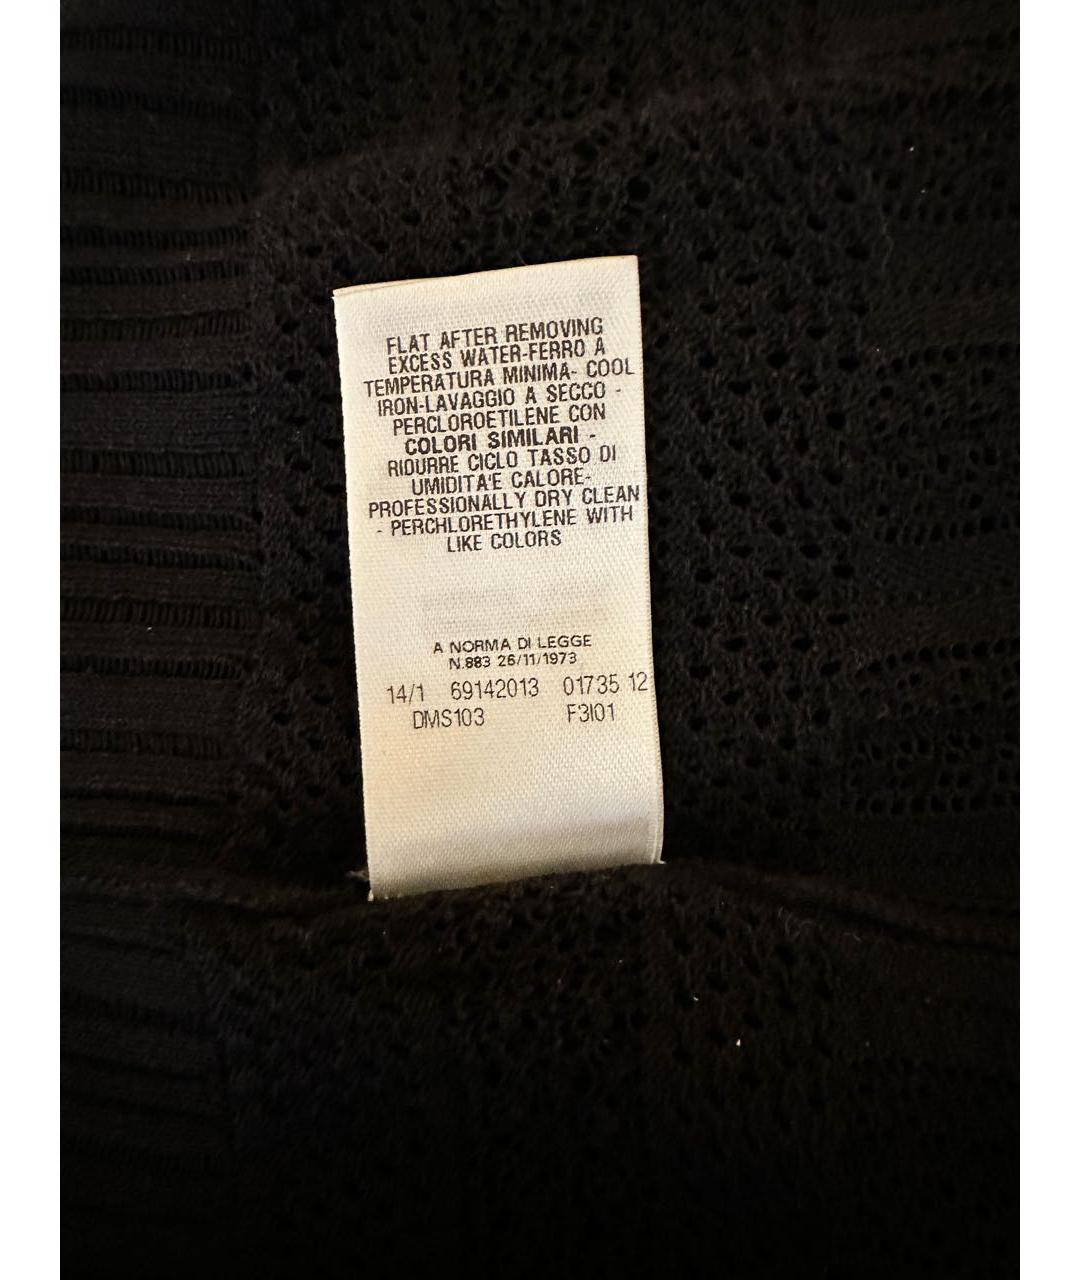 FLAT AFTER REMOVING
EXCESS WATER-FERRO A
TEMPERATURA MINIMA- COOL
IRON-LAVAGGIO A SECCO -
PERCLOROETILENE CON
COLORI SIMILARI -
RIDURRE CICLO TASSO DI
UMIDITA'E CALORE-
PROFESSIONALLY DRY CLEAN
- PERCHLORETHYLENE WITH
LIKE COLORS
A NORMA DI LEGGE
N.883 26/11/1973
14/1 69142013 01735 12
DMS103 F3I01